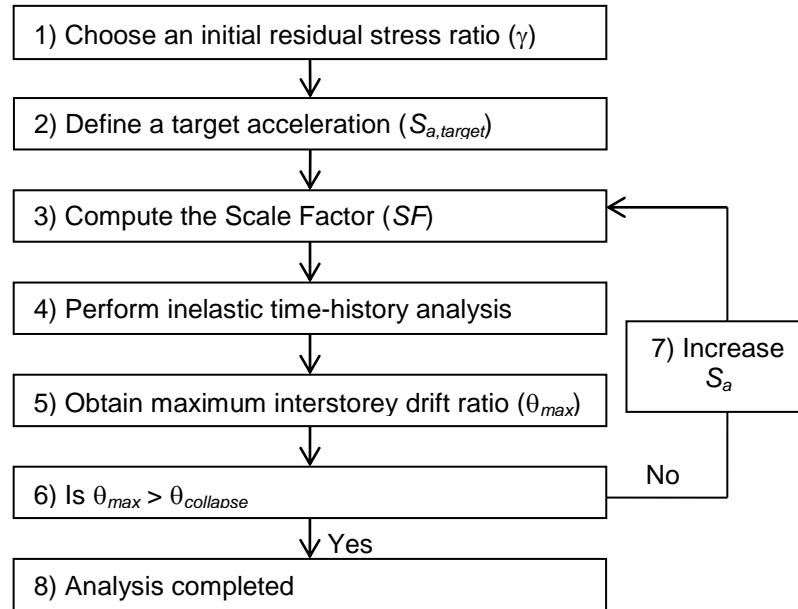 1) Choose an initial residual stress ratio (γ)
2) Define a target acceleration (Sa,target)
3) Compute the Scale Factor (SF)
4) Perform inelastic time-history analysis
7) Increase
Sa
5) Obtain maximum interstorey drift ratio (θmax)
6) Is θmax > θcollapse
No
Yes
8) Analysis completed